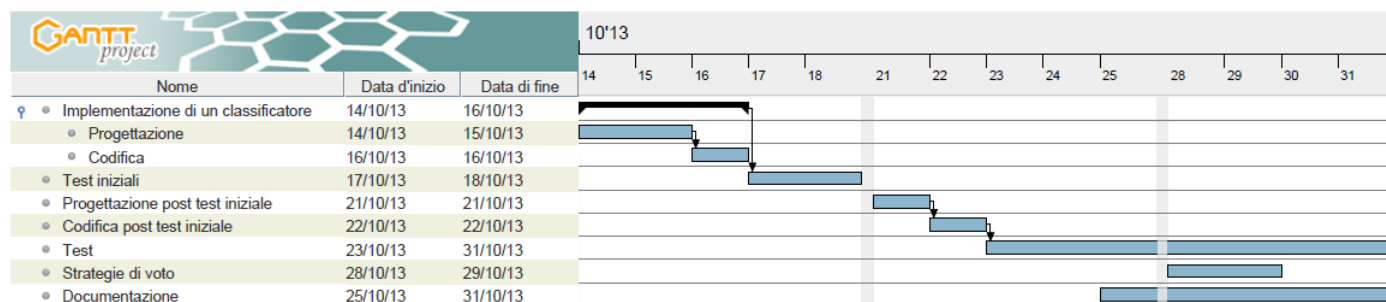 GANTT
project
10'13
14 15 16 17 18 21 22 23 24 25 28 29 30 31
Nome Data d'inizio Data di fine
Implementazione di un classificatore 14/10/13 16/10/13
Progettazione 14/10/13 15/10/13
Codifica 16/10/13 16/10/13
Test iniziali 17/10/13 18/10/13
Progettazione post test iniziale 21/10/13 21/10/13
Codifica post test iniziale 22/10/13 22/10/13
Test 23/10/13 31/10/13
Strategie di voto 28/10/13 29/10/13
Documentazione 25/10/13 31/10/13